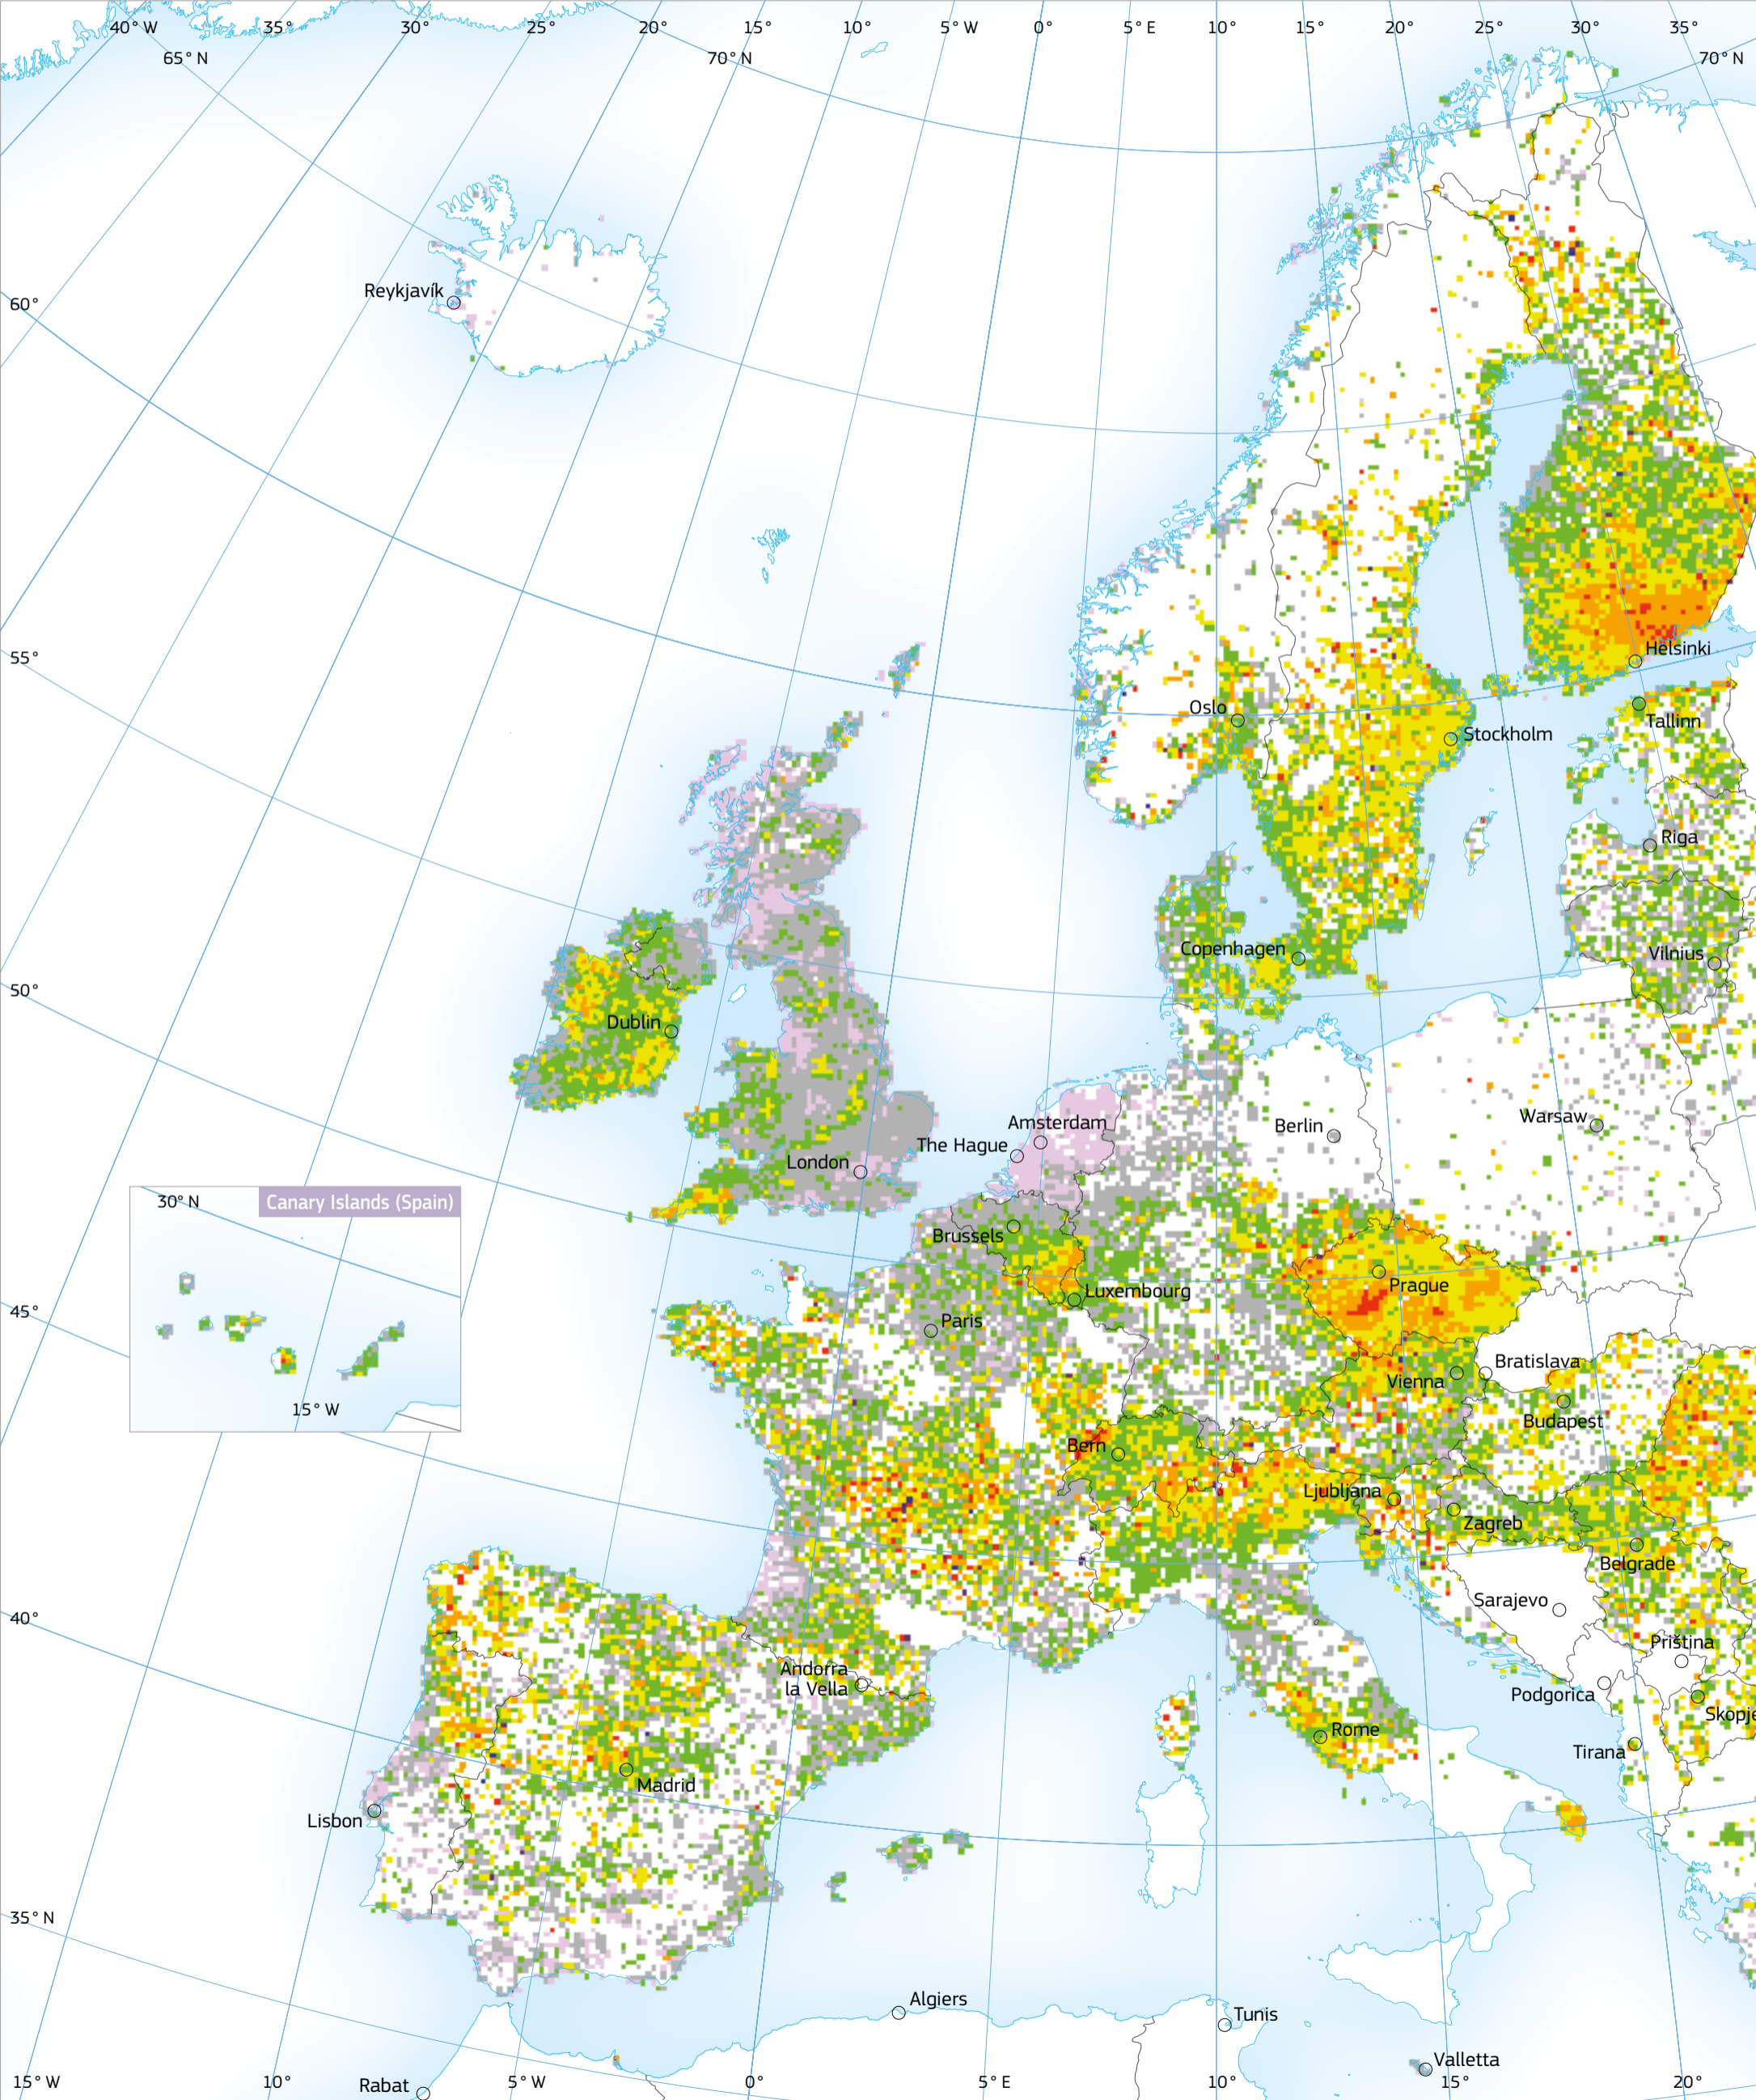 40° W
35°
30°
25°
20°
15°
10°
5° W
0°
5° E
10°
15°
20°
25°
30°
35°
65° N
70° N
70° N
Reykjavík
60°
55°
Helsinki
Oslo
Tallinn
Stockholm
Riga
Copenhagen
Vilnius
50°
Dublin
Amsterdam
Warsaw
Berlin
The Hague
London
Canary Islands (Spain)
30° N
Brussels
Prague
Luxembourg
45°
Paris
Bratislava
Vienna
15° W
Budapest
Bern
Ljubljana
Zagreb
Belgrade
Sarajevo
40°
Priština
Andorra
la Vella
Podgorica
Skopje
Rome
Tirana
Madrid
Lisbon
35° N
Algiers
Tunis
Valletta
15° W
10°
Rabat
5° W
0°
5° E
10°
15°
20°